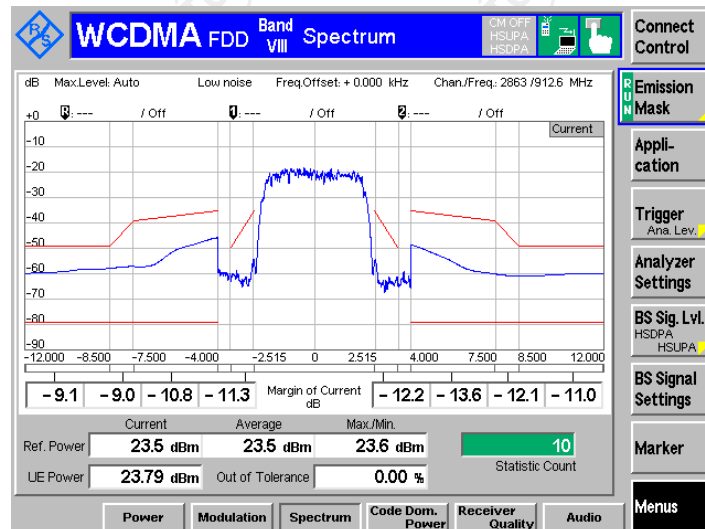 R&S WCDMA FDD Band VIII Spectrum CM OFF HSUPA HSDPA
Connect Control
dB Max.Level: Auto Low noise Freq.Offset: + 0.000 kHz Chan./Freq.: 2863 /912.6 MHz
RUN Emission Mask
+0 R: --- / Off 1: --- / Off 2: --- / Off
Current
-10
Appli-cation
-20
-30
-40
Trigger
Ana. Lev.
-50
-60
Analyzer Settings
-70
-80
BS Sig. Lvl.
HSDPA
HSUPA
-90
-12.000 -8.500 -7.500 -4.000 -2.515 0 2.515 4.000 7.500 8.500 12.000
BS Signal Settings
-9.1 -9.0 -10.8 -11.3 Margin of Current dB -12.2 -13.6 -12.1 -11.0
Current Average Max./Min.
Ref. Power 23.5 dBm 23.5 dBm 23.6 dBm 10
Statistic Count
Marker
UE Power 23.79 dBm Out of Tolerance 0.00 %
Menus
Power Modulation Spectrum Code Dom. Power Receiver Quality Audio